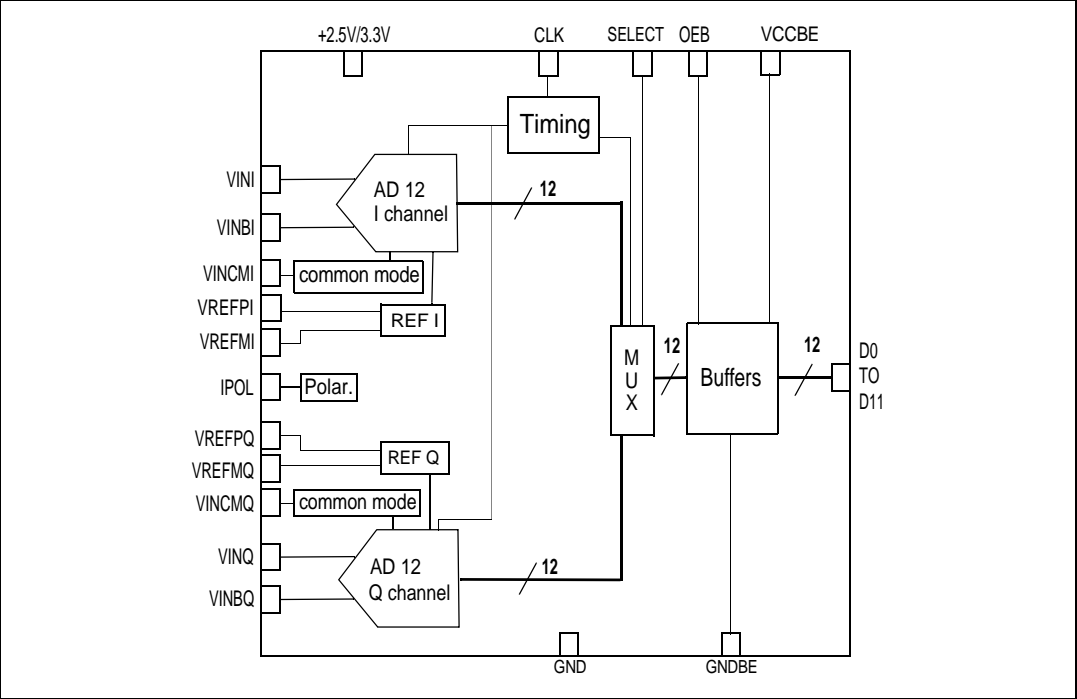 +2.5V/3.3V
CLK
SELECT
OEB
VCCBE
Timing
VINI
AD 12
I channel
12
VINBI
VINCMI
common mode
VREFPI
REF I
VREFMI
M
U
X
12
Buffers
12
D0
TO
D11
IPOL
Polar.
VREFPQ
REF Q
VREFMQ
VINCMQ
common mode
VINQ
AD 12
Q channel
12
VINBQ
GND
GNDBE